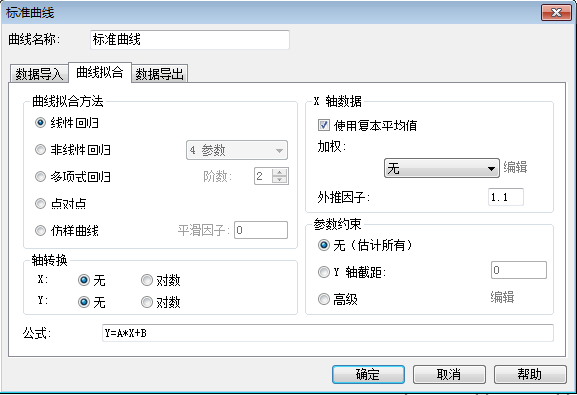 标准曲线
曲线名称: 标准曲线
数据导入 曲线拟合 数据导出
曲线拟合方法
线性回归
非线性回归 4 参数
多项式回归 阶数: 2
点对点
仿样曲线 平滑因子: 0
轴转换
X: 无 对数
Y: 无 对数
X 轴数据
使用复本平均值
加权:
无 编辑
外推因子: 1.1
参数约束
无（估计所有）
Y 轴截距: 0
高级 编辑
公式: Y=A*X+B
确定 取消 帮助